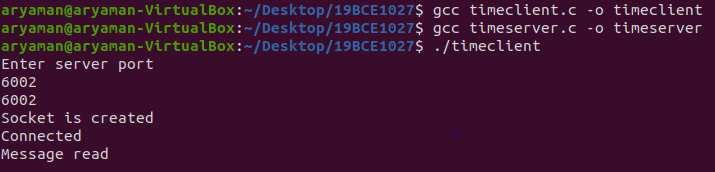 aryaman@aryaman-VirtualBox:~/Desktop/19BCE1027$ gcc timeclient.c -o timeclient
aryaman@aryaman-VirtualBox:~/Desktop/19BCE1027$ gcc timeserver.c -o timeserver
aryaman@aryaman-VirtualBox:~/Desktop/19BCE1027$ ./timeclient
Enter server port
6002
6002
Socket is created
Connected
Message read